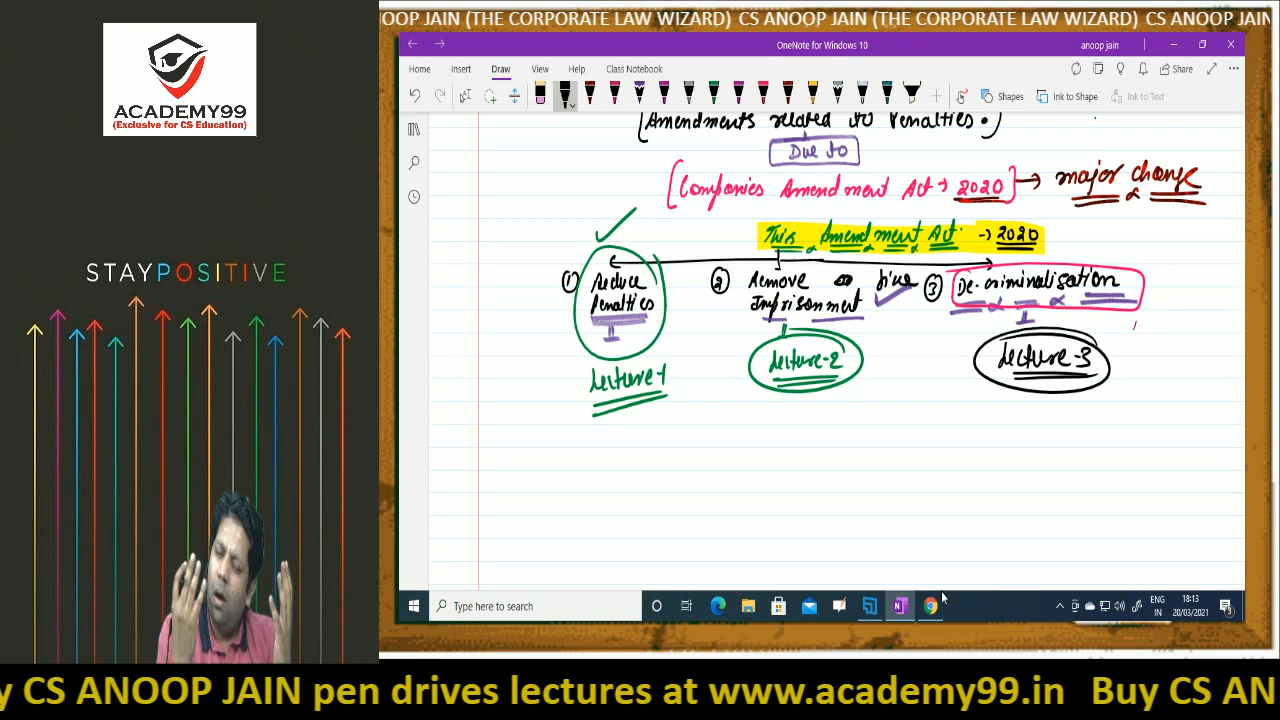 OOP JAIN (THE CORPORATE LAW WIZARD) CS ANOOP JAIN (THE CORPORATE LAW WIZARD) CS ANOOP JAIN
ACADEMY99
(Exclusive for CS Education)
STAYPOSITIVE
OneNote for Windows 10
anoop jain
Home Insert Draw View Help Class Notebook
Share
Shapes Ink to Shape Ink to Text
[Amendments related to Penalties.]
Due to
[Companies Amendment Act → 2020] → major change
This Amendment Act. → 2020
① Reduce Penalties
② Remove or fine Imprisonment
③ De-criminalisation
Lecture-1
Lecture-2
Lecture-3
Type here to search
ENG
IN
18:13
20/03/2021
3
y CS ANOOP JAIN pen drives lectures at www.academy99.in Buy CS AN